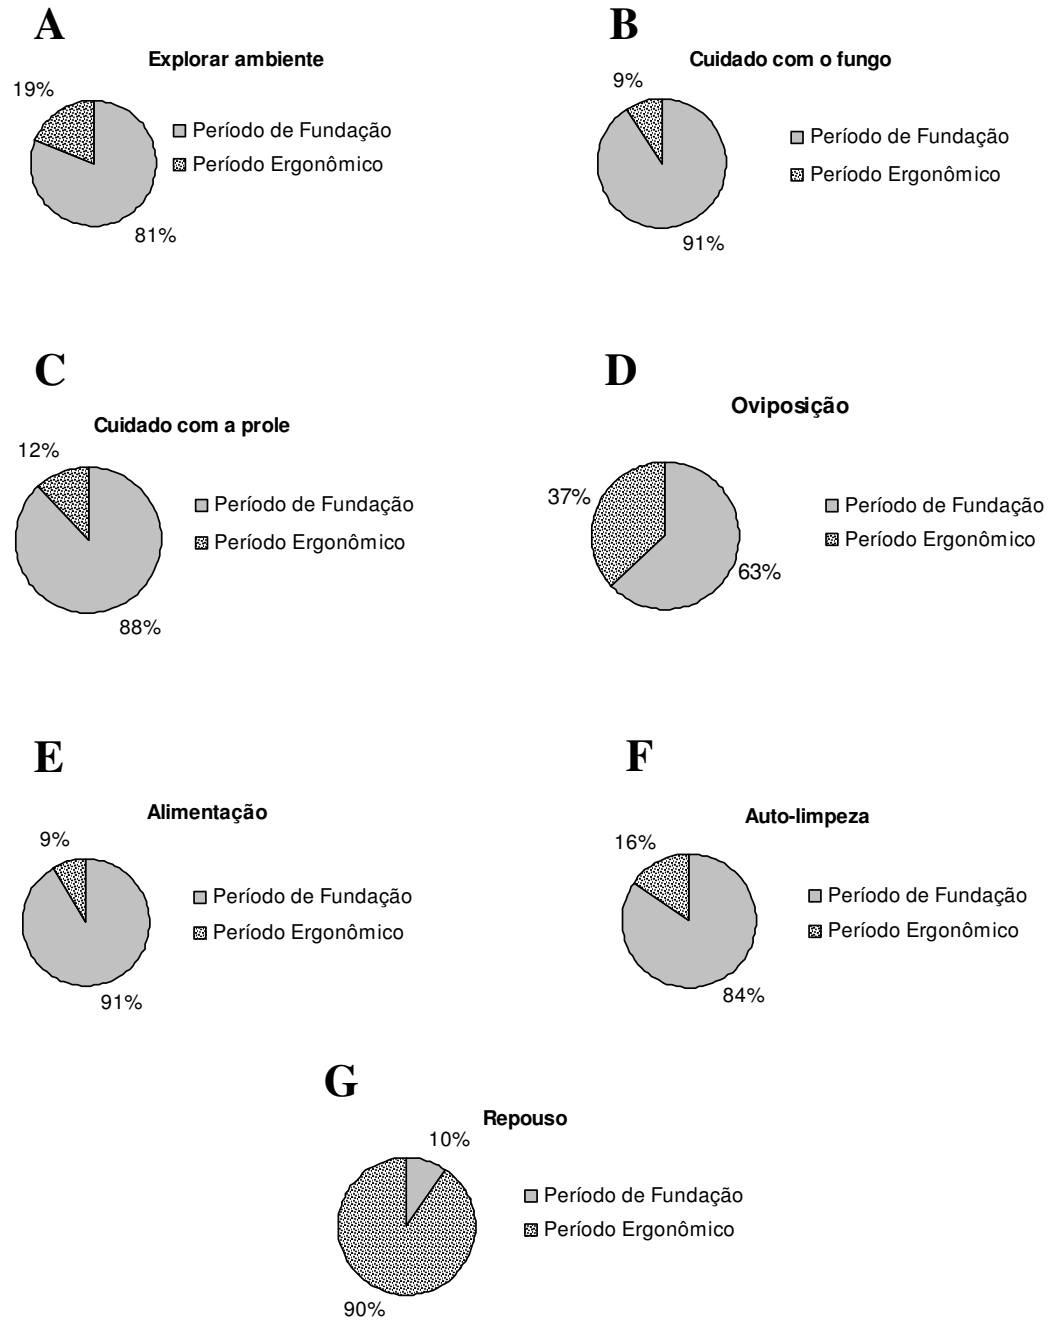 A
Explorar ambiente
19%
Período de Fundação
Período Ergonômico
81%
B
Cuidado com o fungo
9%
Período de Fundação
Período Ergonômico
91%
C
Cuidado com a prole
12%
Período de Fundação
Período Ergonômico
88%
D
Oviposição
37%
Período de Fundação
Período Ergonômico
63%
E
Alimentação
9%
Período de Fundação
Período Ergonômico
91%
F
Auto-limpeza
16%
Período de Fundação
Período Ergonômico
84%
G
Repouso
10%
Período de Fundação
Período Ergonômico
90%